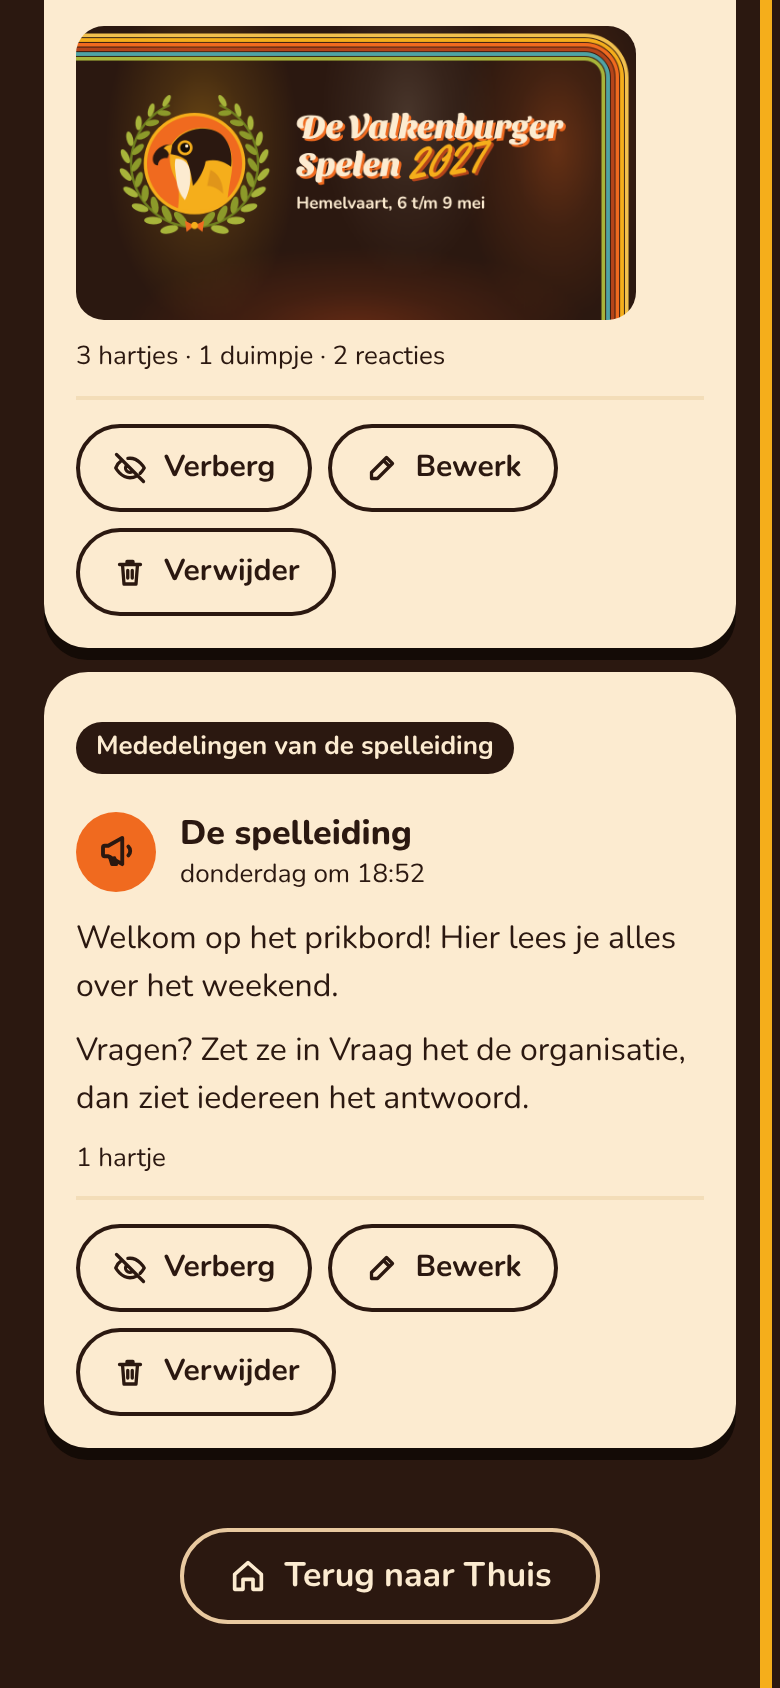 De Valkenburger
Spelen 2027
Hemelvaart, 6 t/m 9 mei
3 hartjes · 1 duimpje · 2 reacties
Verberg
Bewerk
Verwijder
Mededelingen van de spelleiding
De spelleiding
donderdag om 18:52
Welkom op het prikbord! Hier lees je alles
over het weekend.
Vragen? Zet ze in Vraag het de organisatie,
dan ziet iedereen het antwoord.
1 hartje
Verberg
Bewerk
Verwijder
Terug naar Thuis